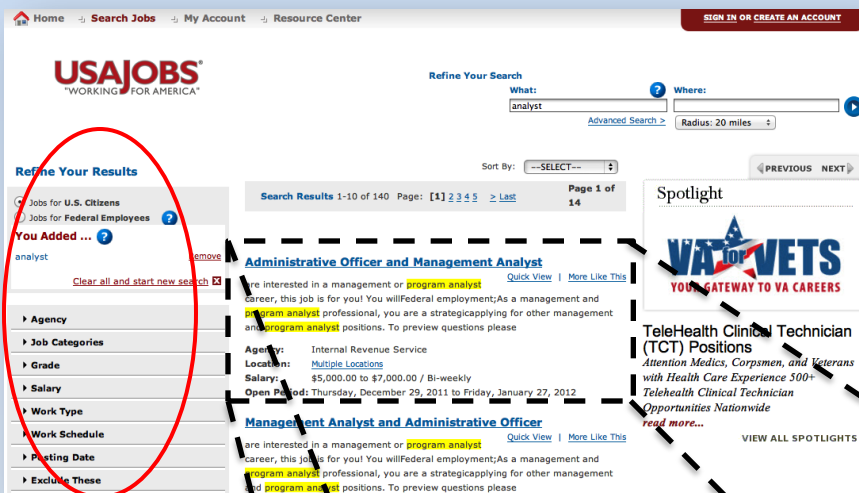 Home Search Jobs My Account Resource Center
SIGN IN OR CREATE AN ACCOUNT
USAJOBS®
"WORKING FOR AMERICA"
Refine Your Search
What: ? Where:
analyst
Advanced Search > Radius: 20 miles
Sort By: --SELECT--
Refine Your Results
Jobs for U.S. Citizens
Jobs for Federal Employees ?
You Added ... ?
analyst Remove
Clear all and start new search
Agency
Job Categories
Grade
Salary
Work Type
Work Schedule
Posting Date
Exclude These
Search Results 1-10 of 140 Page: [1] 2 3 4 5 > Last Page 1 of
14
Administrative Officer and Management Analyst
Quick View | More Like This
are interested in a management or program analyst
career, this job is for you! You willFederal employment;As a management and
program analyst professional, you are a strategicapplying for other management
and program analyst positions. To preview questions please
Agency: Internal Revenue Service
Location: Multiple Locations
Salary: $5,000.00 to $7,000.00 / Bi-weekly
Open Period: Thursday, December 29, 2011 to Friday, January 27, 2012
Management Analyst and Administrative Officer
Quick View | More Like This
are interested in a management or program analyst
career, this job is for you! You willFederal employment;As a management and
program analyst professional, you are a strategicapplying for other management
and program analyst positions. To preview questions please
PREVIOUS NEXT
Spotlight
VA for VETS
YOUR GATEWAY TO VA CAREERS
TeleHealth Clinical Technician
(TCT) Positions
Attention Medics, Corpsmen, and Veterans
with Health Care Experience 500+
Telehealth Clinical Technician
Opportunities Nationwide
read more...
VIEW ALL SPOTLIGHTS